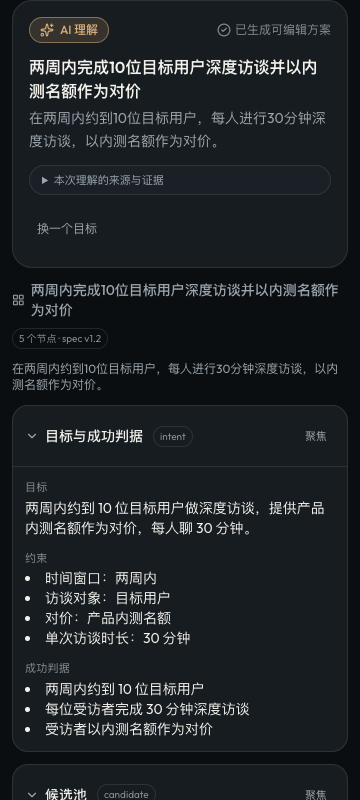 AI 理解
已生成可编辑方案
两周内完成10位目标用户深度访谈并以内
测名额作为对价
在两周内约到10位目标用户，每人进行30分钟深
度访谈，以内测名额作为对价。
▶ 本次理解的来源与证据
换一个目标
两周内完成10位目标用户深度访谈并以内测名额作
为对价
5 个节点 · spec v1.2
在两周内约到10位目标用户，每人进行30分钟深度访谈，以内
测名额作为对价。
目标与成功判据 intent 聚焦
目标
两周内约到 10 位目标用户做深度访谈，提供产品
内测名额作为对价，每人聊 30 分钟。
约束
• 时间窗口：两周内
• 访谈对象：目标用户
• 对价：产品内测名额
• 单次访谈时长：30 分钟
成功判据
• 两周内约到 10 位目标用户
• 每位受访者完成 30 分钟深度访谈
• 受访者以内测名额作为对价
候选池 candidate 聚焦